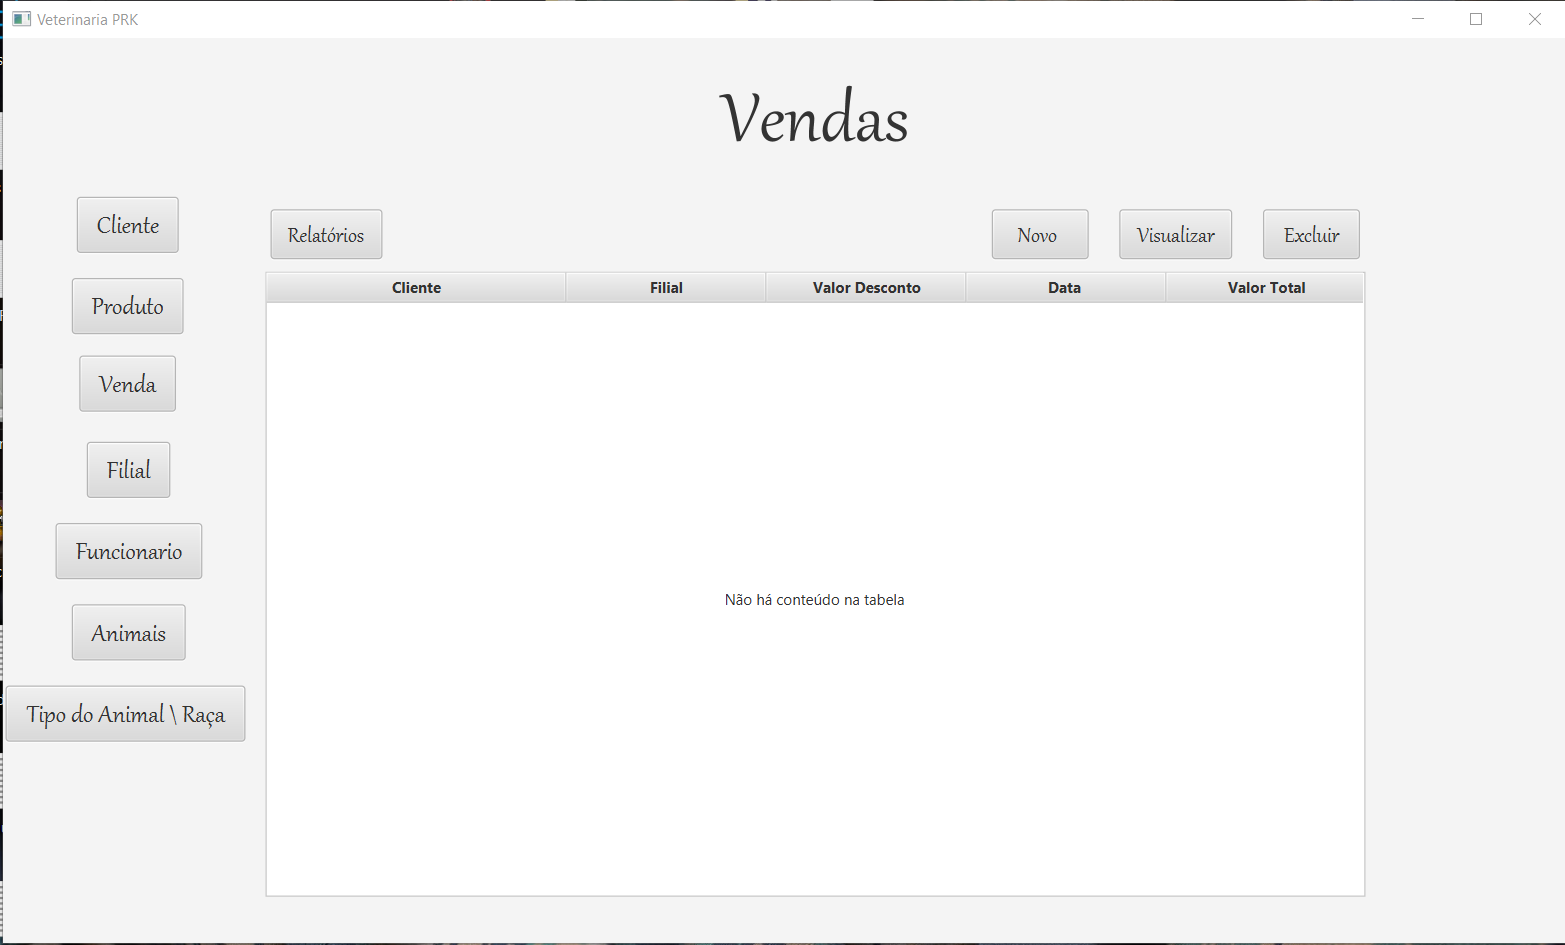 Veterinaria PRK
Vendas
Cliente
Produto
Venda
Filial
Funcionario
Animais
Tipo do Animal \ Raça
Relatórios
Novo
Visualizar
Excluir
Cliente Filial Valor Desconto Data Valor Total
Não há conteúdo na tabela